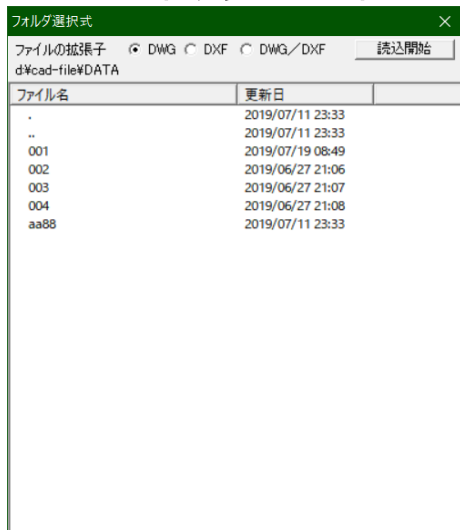 フォルダ選択式
ファイルの拡張子 DWG DXF DWG／DXF 読込開始
d:¥cad-file¥DATA
ファイル名 更新日
. 2019/07/11 23:33
.. 2019/07/11 23:33
001 2019/07/19 08:49
002 2019/06/27 21:06
003 2019/06/27 21:07
004 2019/06/27 21:08
aa88 2019/07/11 23:33